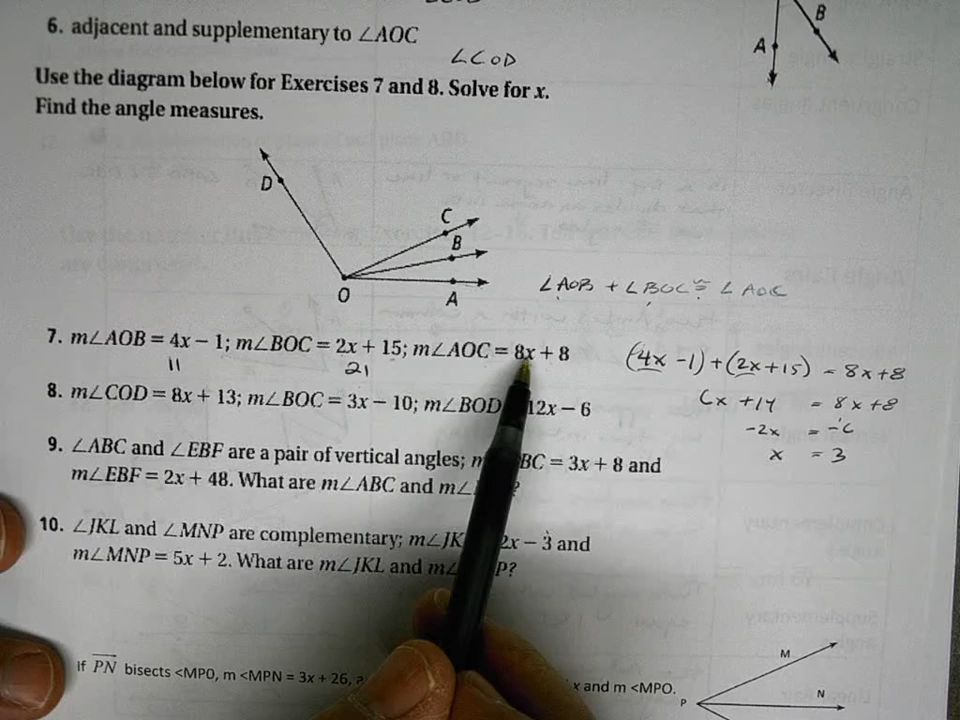 6. adjacent and supplementary to ∠AOC
∠COD
Use the diagram below for Exercises 7 and 8. Solve for x.
Find the angle measures.
B
A
D
C
B
O
A
∠AOB + ∠BOC ≅ ∠AOC
7. m∠AOB = 4x − 1; m∠BOC = 2x + 15; m∠AOC = 8x + 8
11
21
(4x -1)+(2x+15) = 8x+8
8. m∠COD = 8x + 13; m∠BOC = 3x − 10; m∠BOD 12x − 6
6x +14 = 8x+8
-2x = -6
x = 3
9. ∠ABC and ∠EBF are a pair of vertical angles; BC = 3x + 8 and
m∠EBF = 2x + 48. What are m∠ABC and m∠ ?
10. ∠JKL and ∠MNP are complementary; m∠JK 2x − 3 and
m∠MNP = 5x + 2. What are m∠JKL and m∠ P?
If PN bisects <MPO, m <MPN = 3x + 26, x and m <MPO.
M
P
N